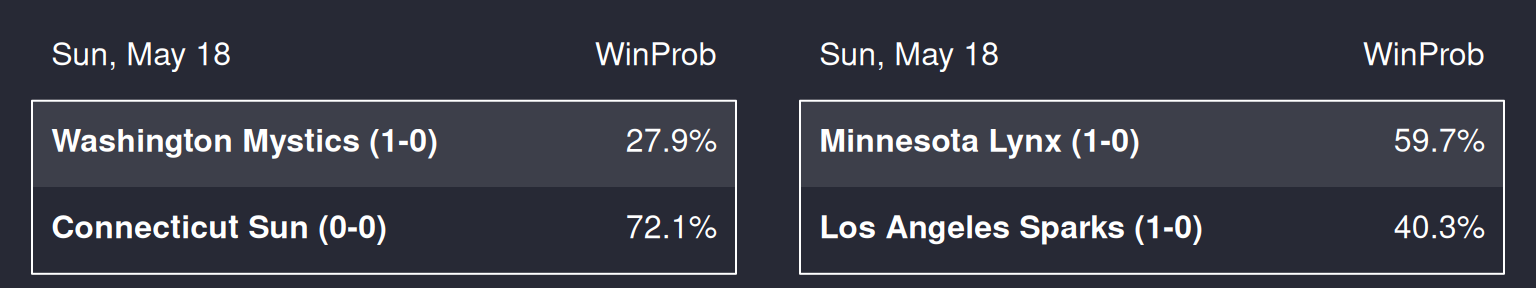 Sun, May 18 WinProb
Washington Mystics (1-0) 27.9%
Connecticut Sun (0-0) 72.1%
Sun, May 18 WinProb
Minnesota Lynx (1-0) 59.7%
Los Angeles Sparks (1-0) 40.3%